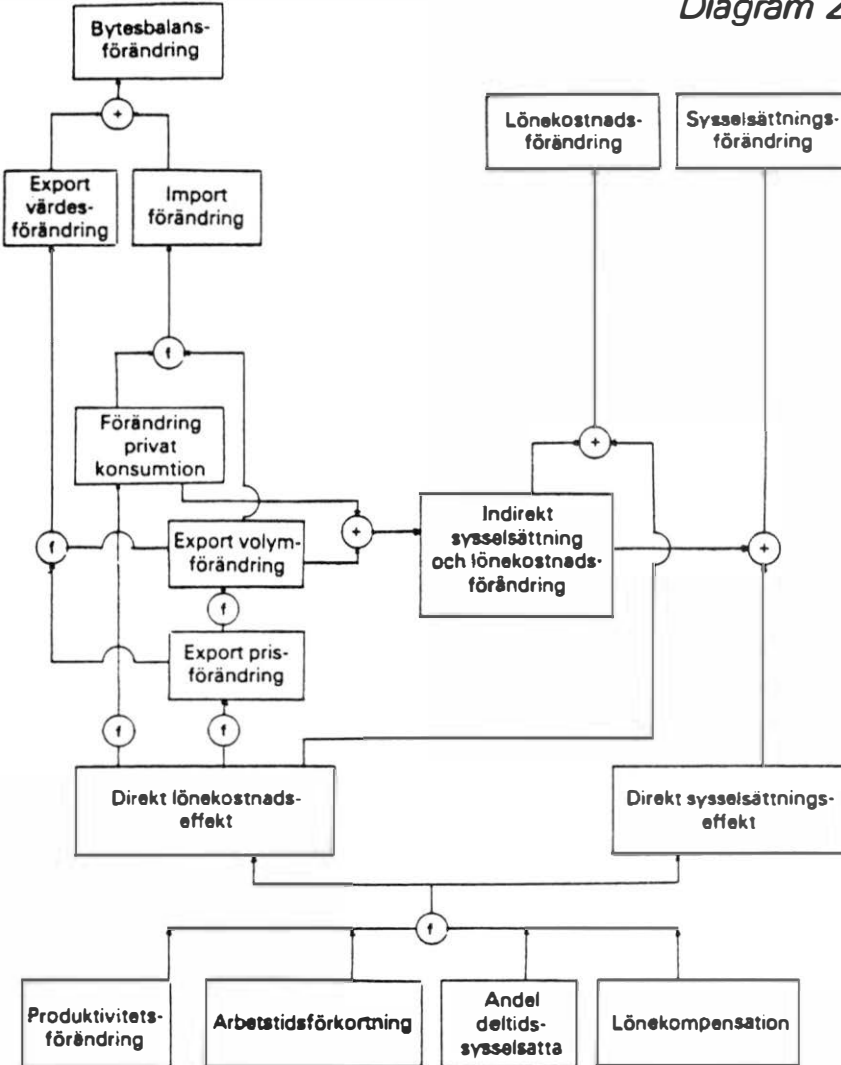 Diagram 2
Bytesbalans-
förändring
+
Lönekostnads-
förändring
Sysselsättnings-
förändring
Export
värdes-
förändring
Import
förändring
f
Förändring
privat
konsumtion
+
f
Export volym-
förändring
+
Indirekt
sysselsättning
och lönekostnads-
förändring
+
f
Export pris-
förändring
f
f
Direkt lönekostnads-
effekt
Direkt sysselsättnings-
effekt
f
Produktivitets-
förändring
Arbetstidsförkortning
Andel
deltids-
sysselsatta
Lönekompensation